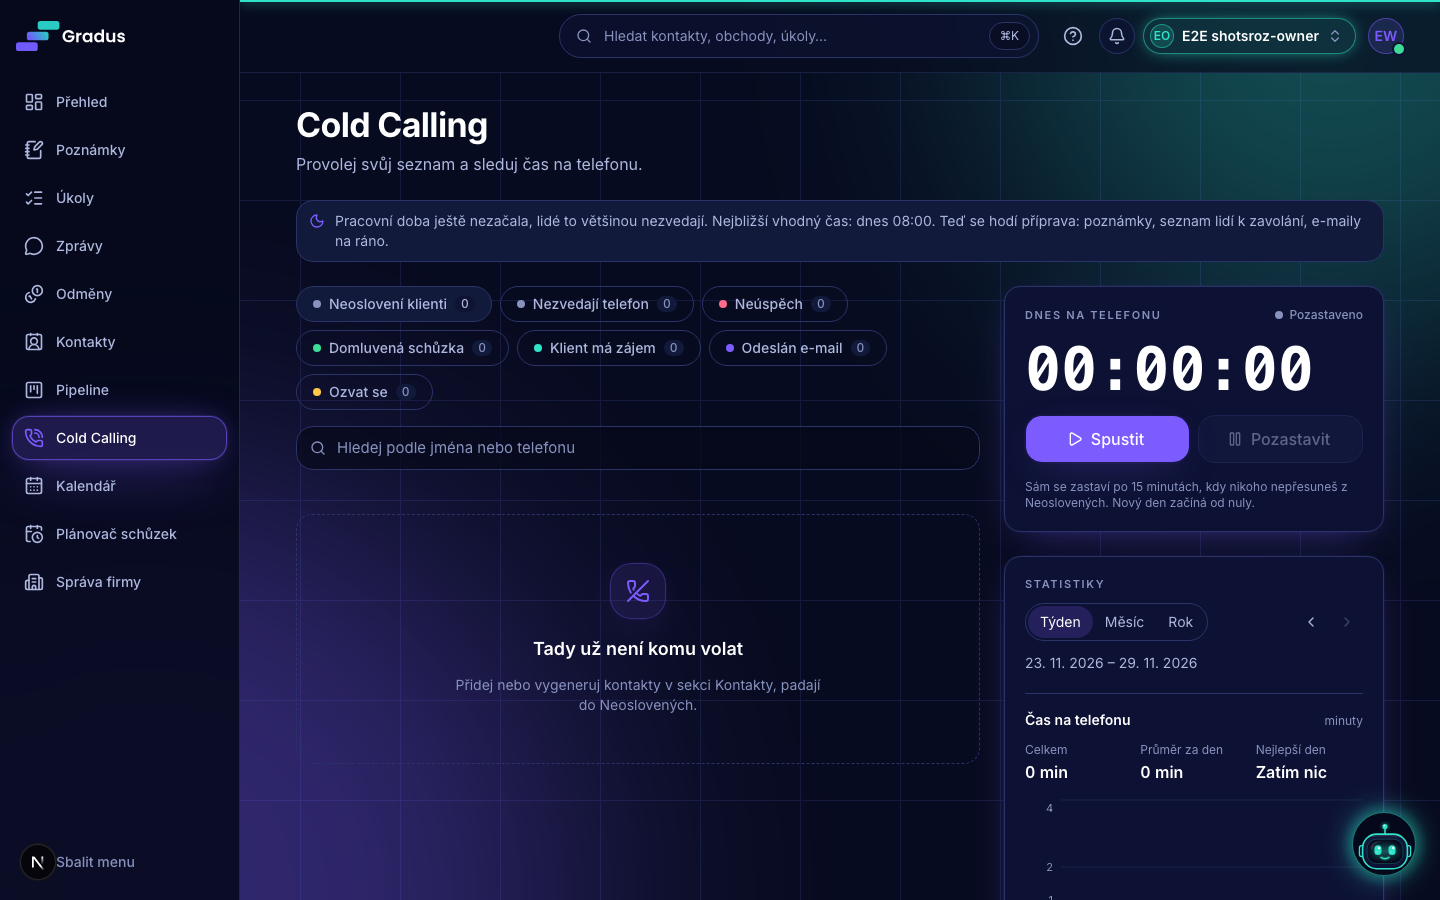 Gradus
Hledat kontakty, obchody, úkoly...
⌘K
EO
E2E shotsroz-owner
EW
Přehled
Poznámky
Úkoly
Zprávy
Odměny
Kontakty
Pipeline
Cold Calling
Kalendář
Plánovač schůzek
Správa firmy
N
Sbalit menu
Cold Calling
Provolej svůj seznam a sleduj čas na telefonu.
Pracovní doba ještě nezačala, lidé to většinou nezvedají. Nejbližší vhodný čas: dnes 08:00. Teď se hodí příprava: poznámky, seznam lidí k zavolání, e-maily
na ráno.
Neoslovení klienti 0
Nezvedají telefon 0
Neúspěch 0
Domluvená schůzka 0
Klient má zájem 0
Odeslán e-mail 0
Ozvat se 0
Hledej podle jména nebo telefonu
Tady už není komu volat
Přidej nebo vygeneruj kontakty v sekci Kontakty, padají
do Neoslovených.
DNES NA TELEFONU
Pozastaveno
00:00:00
Spustit
Pozastavit
Sám se zastaví po 15 minutách, kdy nikoho nepřesuneš z
Neoslovených. Nový den začíná od nuly.
STATISTIKY
Týden
Měsíc
Rok
23. 11. 2026 – 29. 11. 2026
Čas na telefonu
minuty
Celkem
0 min
Průměr za den
0 min
Nejlepší den
Zatím nic
4
2